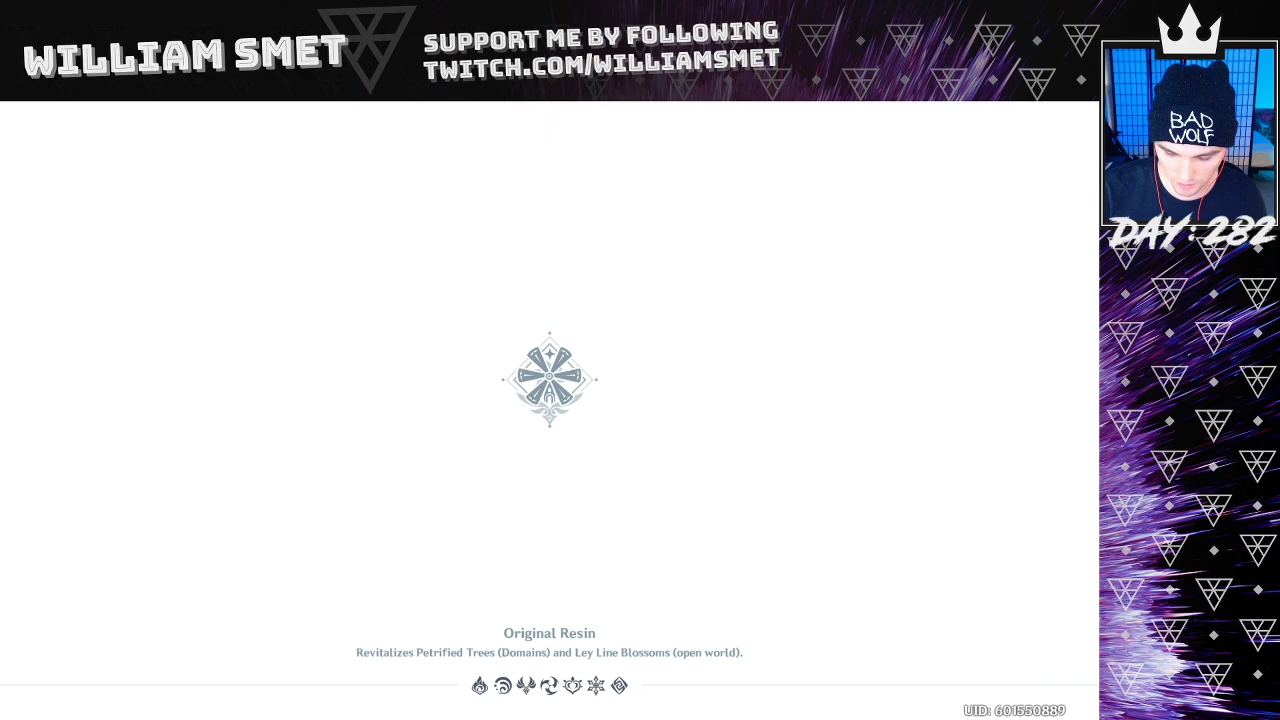 WILLIAM SMET
SUPPORT ME BY FOLLOWING
TWITCH.COM/WILLIAMSMET
BAD
WOLF
DAY: 282
Original Resin
Revitalizes Petrified Trees (Domains) and Ley Line Blossoms (open world).
UID: 601550889